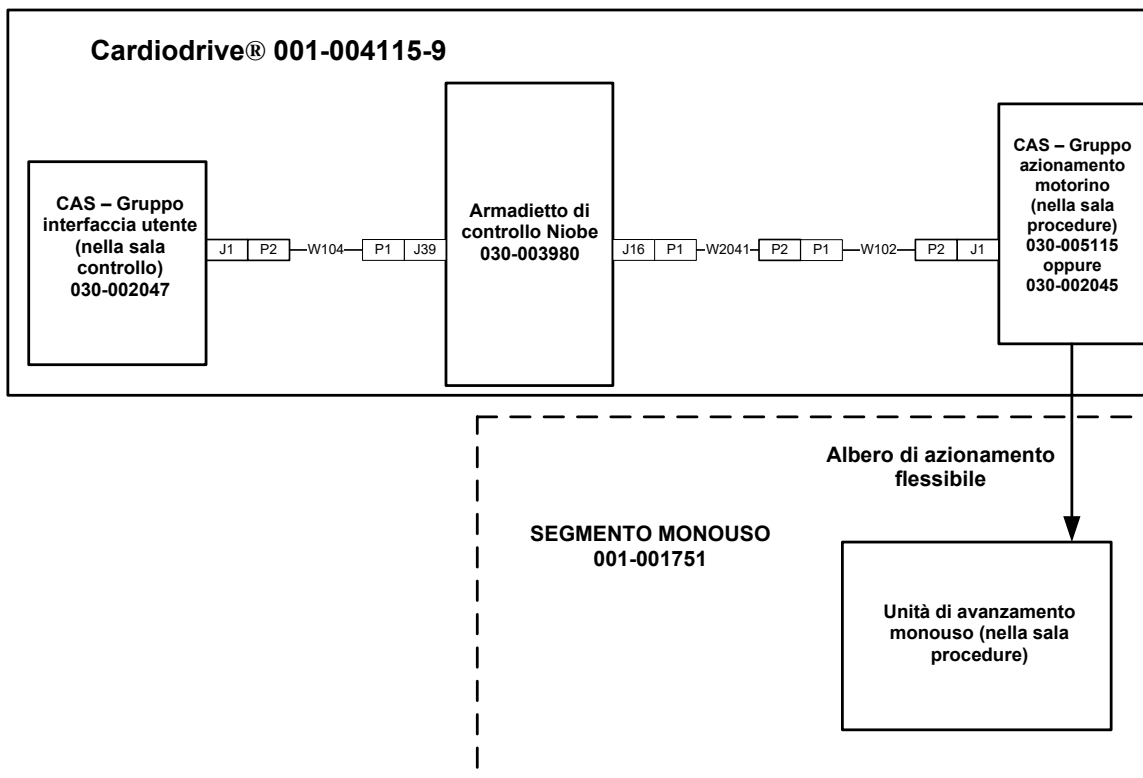 Cardiodrive® 001-004115-9
CAS – Gruppo
interfaccia utente
(nella sala
controllo)
030-002047
J1 P2 W104 P1 J39
Armadietto di
controllo Niobe
030-003980
J16 P1 W2041 P2 P1 W102 P2 J1
CAS – Gruppo
azionamento
motorino
(nella sala
procedure)
030-005115
oppure
030-002045
Albero di azionamento
flessibile
SEGMENTO MONOUSO
001-001751
Unità di avanzamento
monouso (nella sala
procedure)